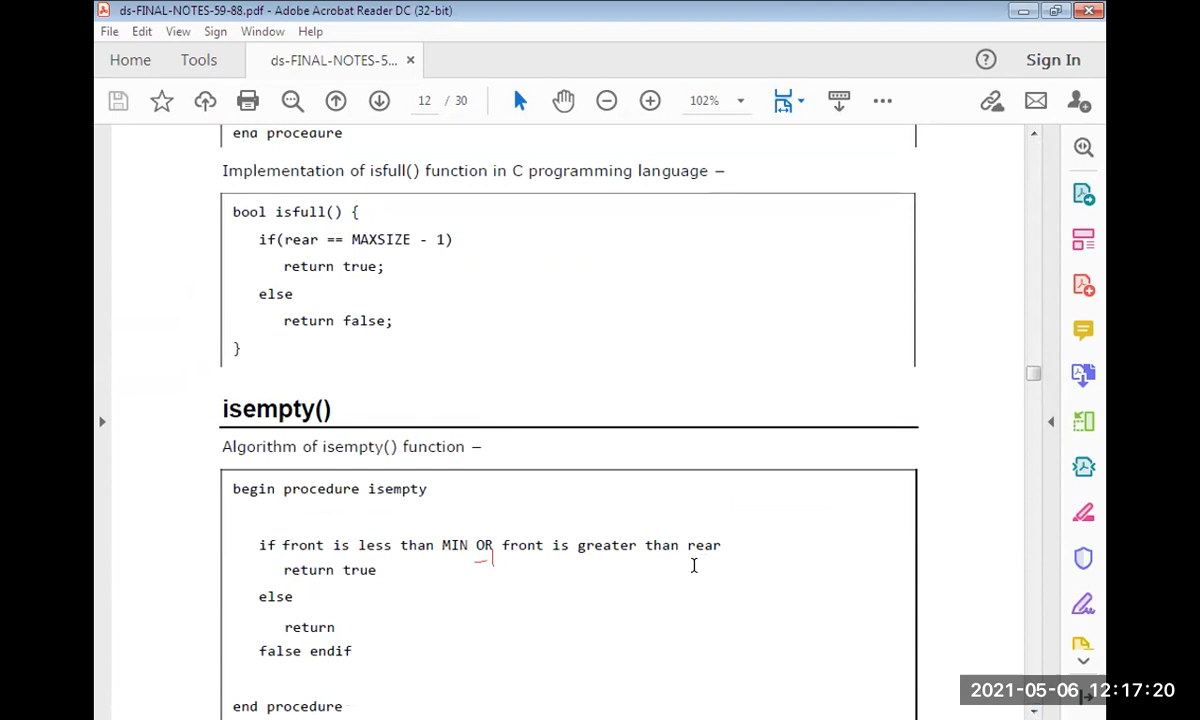 ds-FINAL-NOTES-59-88.pdf - Adobe Acrobat Reader DC (32-bit)
File Edit View Sign Window Help
Home Tools ds-FINAL-NOTES-5... × Sign In
12 / 30 102%
end procedure
Implementation of isfull() function in C programming language –
bool isfull() {
if(rear == MAXSIZE - 1)
return true;
else
return false;
}
isempty()
Algorithm of isempty() function –
begin procedure isempty
if front is less than MIN OR front is greater than rear
return true
else
return
false endif
end procedure
2021-05-06 12:17:20